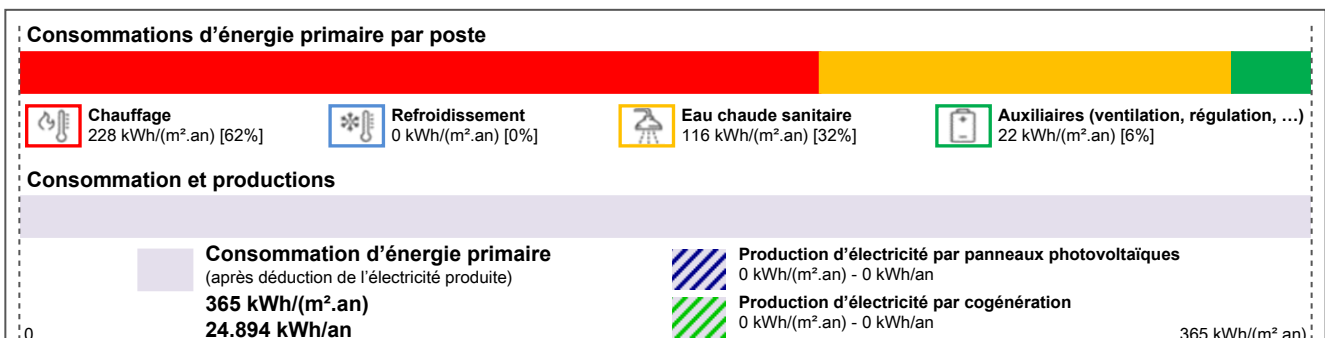 Consommations d’énergie primaire par poste
Chauffage
228 kWh/(m².an) [62%]
Refroidissement
0 kWh/(m².an) [0%]
Eau chaude sanitaire
116 kWh/(m².an) [32%]
Auxiliaires (ventilation, régulation, …)
22 kWh/(m².an) [6%]
Consommation et productions
Consommation d’énergie primaire
(après déduction de l’électricité produite)
365 kWh/(m².an)
24.894 kWh/an
Production d’électricité par panneaux photovoltaïques
0 kWh/(m².an) - 0 kWh/an
Production d’électricité par cogénération
0 kWh/(m².an) - 0 kWh/an
0
365 kWh/(m².an)